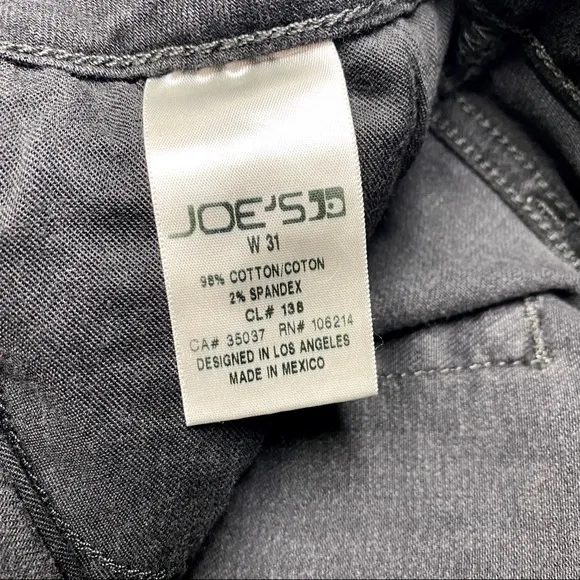 JOE'S
W 31
98% COTTON/COTON
2% SPANDEX
CL# 138
CA# 35037 RN# 106214
DESIGNED IN LOS ANGELES
MADE IN MEXICO